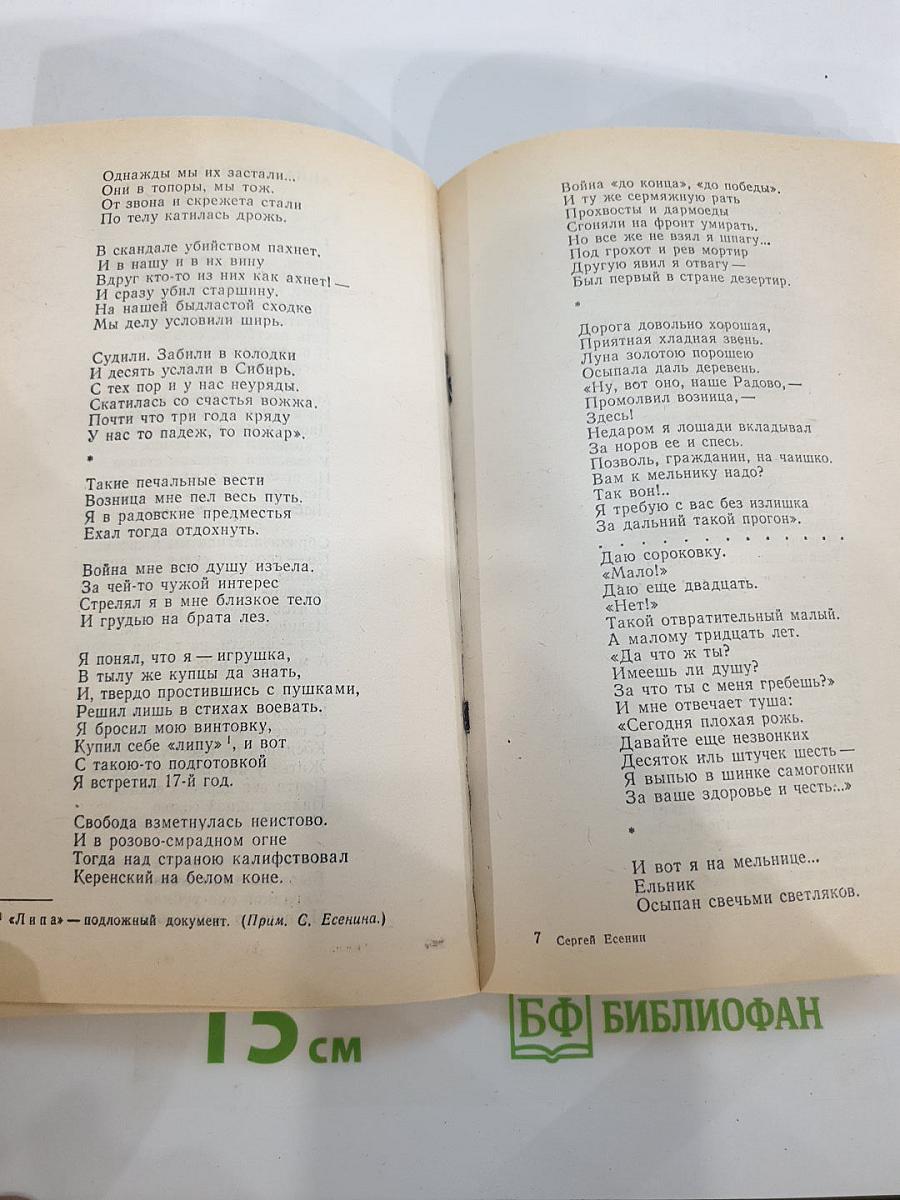 Однажды мы их застали...
Они в топоры, мы тож.
От звона и скрежета стали
По телу катилась дрожь.
В скандале убийством пахнет.
И в нашу и в их вину
Вдруг кто-то из них как ахнет! —
И сразу убил старшину.
На нашей быдластой сходке
Мы делу условили ширь.
Судили. Забили в колодки
И десять услали в Сибирь.
С тех пор и у нас неуряды.
Скатилась со счастья вожжа.
Почти что три года кряду
У нас то падеж, то пожар».
*
Такие печальные вести
Возница мне пел весь путь.
Я в радовские предместья
Ехал тогда отдохнуть.
Война мне всю душу изъела.
За чей-то чужой интерес
Стрелял я в мне близкое тело
И грудью на брата лез.
Я понял, что я — игрушка,
В тылу же купцы да знать,
И, твердо простившись с пушками,
Решил лишь в стихах воевать.
Я бросил мою винтовку,
Купил себе «липу» 1, и вот
С такою-то подготовкой
Я встретил 17-й год.
Свобода взметнулась неистово.
И в розово-смрадном огне
Тогда над страною калифствовал
Керенский на белом коне.
1 «Липа» — подложный документ. (Прим. С. Есенина.)
Война «до конца», «до победы».
И ту же сермяжную рать
Прохвосты и дармоеды
Сгоняли на фронт умирать.
Но все же не взял я шпагу...
Под грохот и рев мортир
Другую явил я отвагу —
Был первый в стране дезертир.
*
Дорога довольно хорошая,
Приятная хладная звень.
Луна золотою порошею
Осыпала даль деревень.
«Ну, вот оно, наше Радово, —
Промолвил возница, —
Здесь!
Недаром я лошади вкладывал
За норов ее и спесь.
Позволь, гражданин, на чаишко.
Вам к мельнику надо?
Так вон!..
Я требую с вас без излишка
За дальний такой прогон».
. . . . . . . . . . . . .
Даю сороковку.
«Мало!»
Даю еще двадцать.
«Нет!»
Такой отвратительный малый.
А малому тридцать лет.
«Да что ж ты?
Имеешь ли душу?
За что ты с меня гребешь?»
И мне отвечает туша:
«Сегодня плохая рожь.
Давайте еще незвонких
Десяток иль штучек шесть —
Я выпью в шинке самогонки
За ваше здоровье и честь...»
*
И вот я на мельнице...
Ельник
Осыпан свечьми светляков.
7 Сергей Есенин
15 см
БФ БИБЛИОФАН